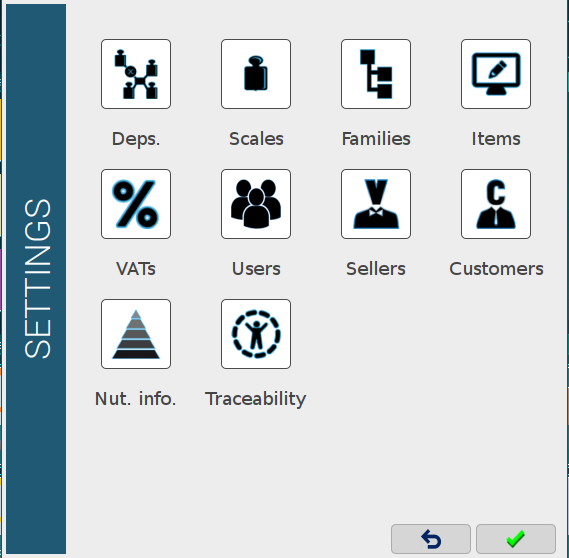 SETTINGS
Deps.
Scales
Families
Items
VATs
Users
V
Sellers
C
Customers
Nut. info.
Traceability